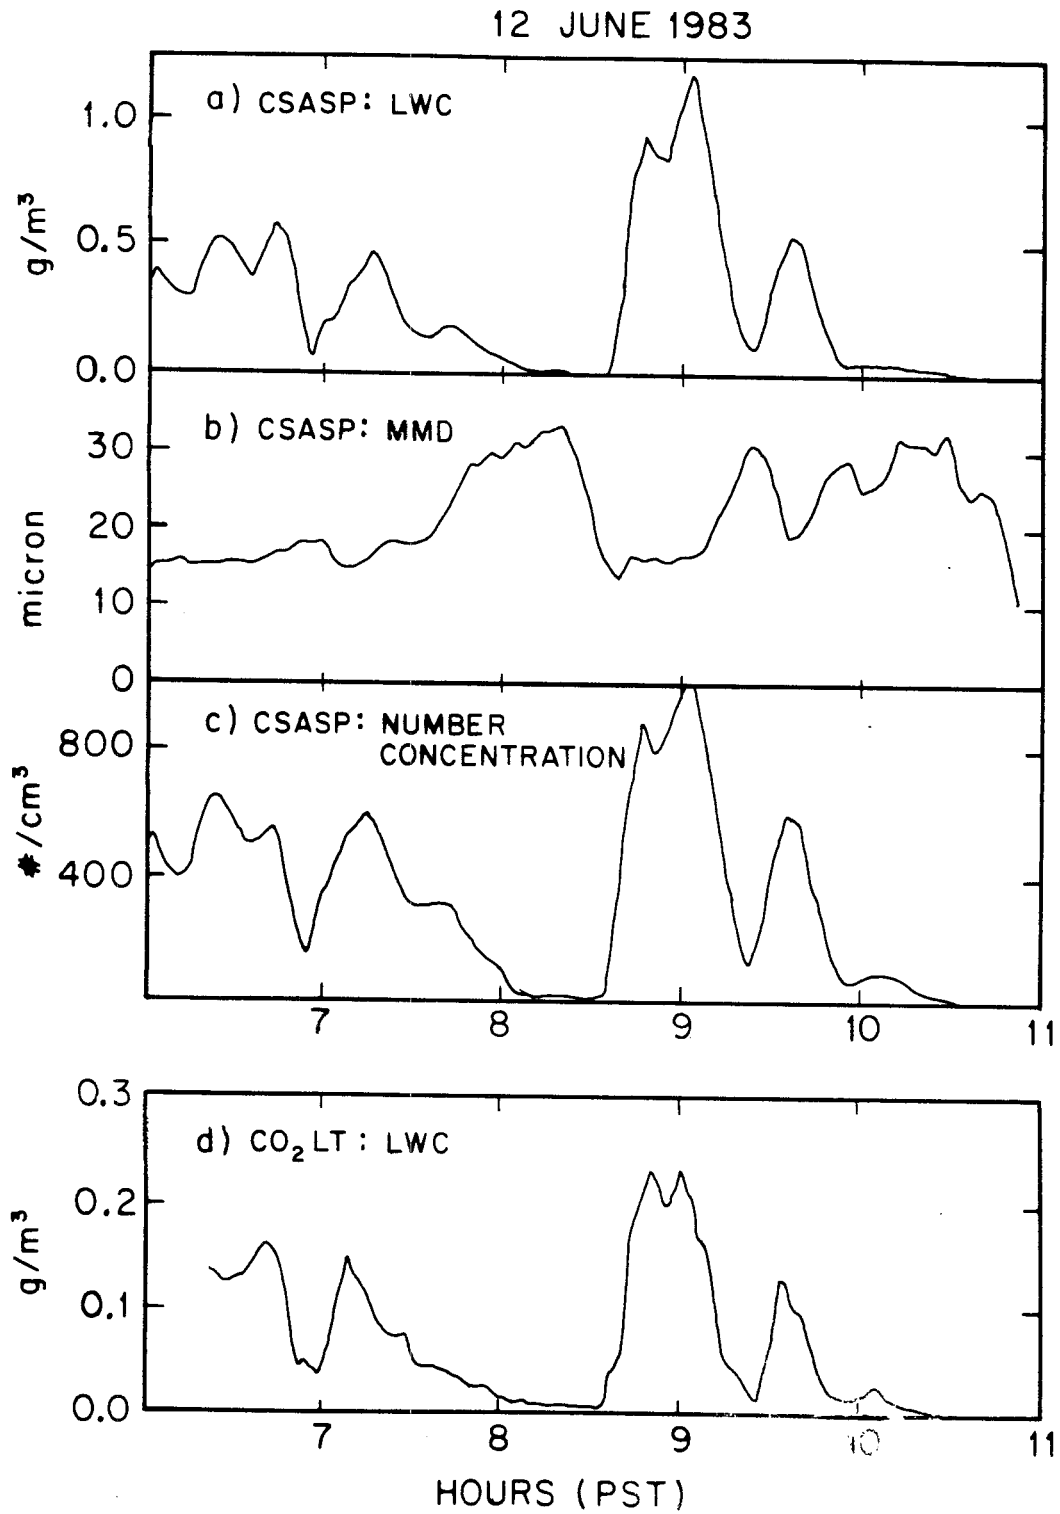 12 JUNE 1983
a) CSASP: LWC
1.0
0.5
0.0
g/m³
b) CSASP: MMD
30
20
10
0
micron
c) CSASP: NUMBER
CONCENTRATION
800
400
#/cm³
7 8 9 10 11
0.3
d) CO₂LT: LWC
0.2
0.1
0.0
g/m³
7 8 9 10 11
HOURS (PST)